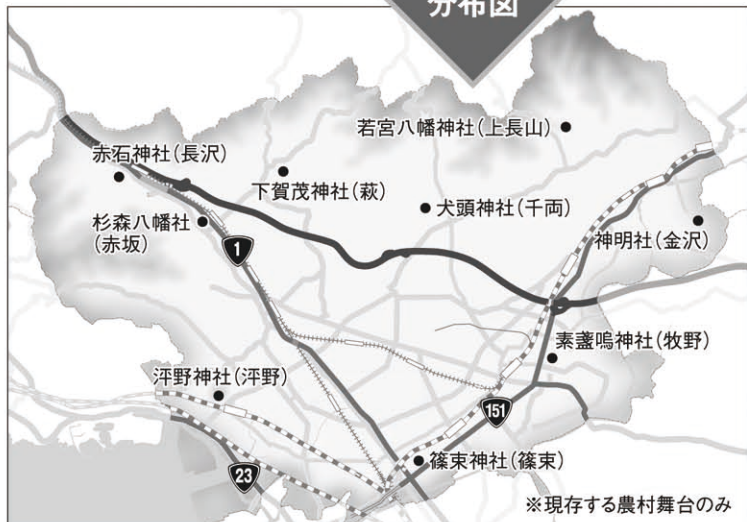 分布図
若宮八幡神社(上長山)
赤石神社(長沢)
下賀茂神社(萩)
犬頭神社(千両)
杉森八幡社
(赤坂)
神明社(金沢)
1
素盞嗚神社(牧野)
泙野神社(泙野)
151
篠束神社(篠束)
23
※現存する農村舞台のみ